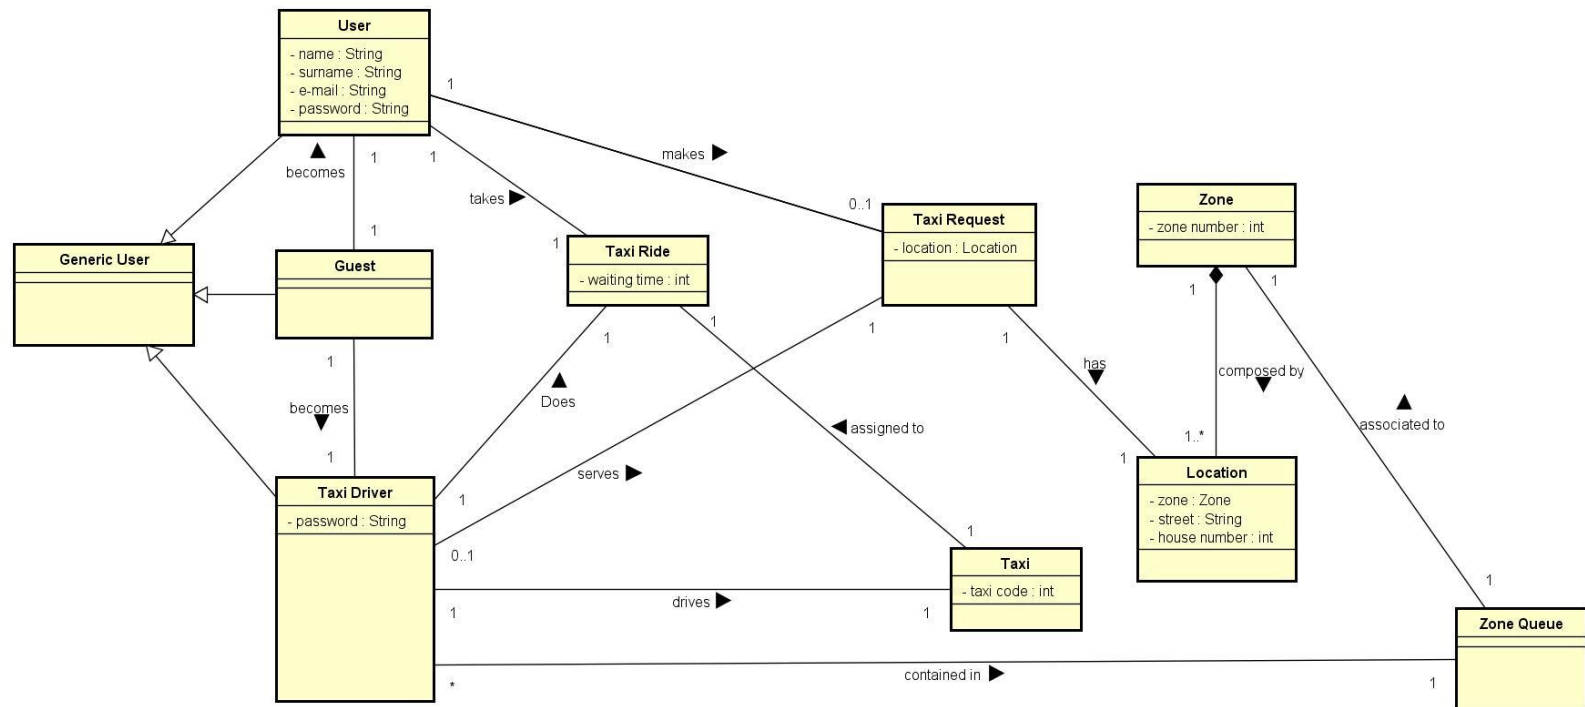 User
- name : String
- surname : String
- e-mail : String
- password : String
1
1
1
becomes
makes
takes
0..1
1
1
Generic User
Guest
Taxi Ride
- waiting time : int
Taxi Request
- location : Location
Zone
- zone number : int
1
1
1
1
1
1
1
becomes
Does
has
composed by
associated to
assigned to
1
1
1..*
1
serves
Taxi Driver
- password : String
1
0..1
1
Location
- zone : Zone
- street : String
- house number : int
Taxi
- taxi code : int
drives
1
1
1
Zone Queue
contained in
*
1